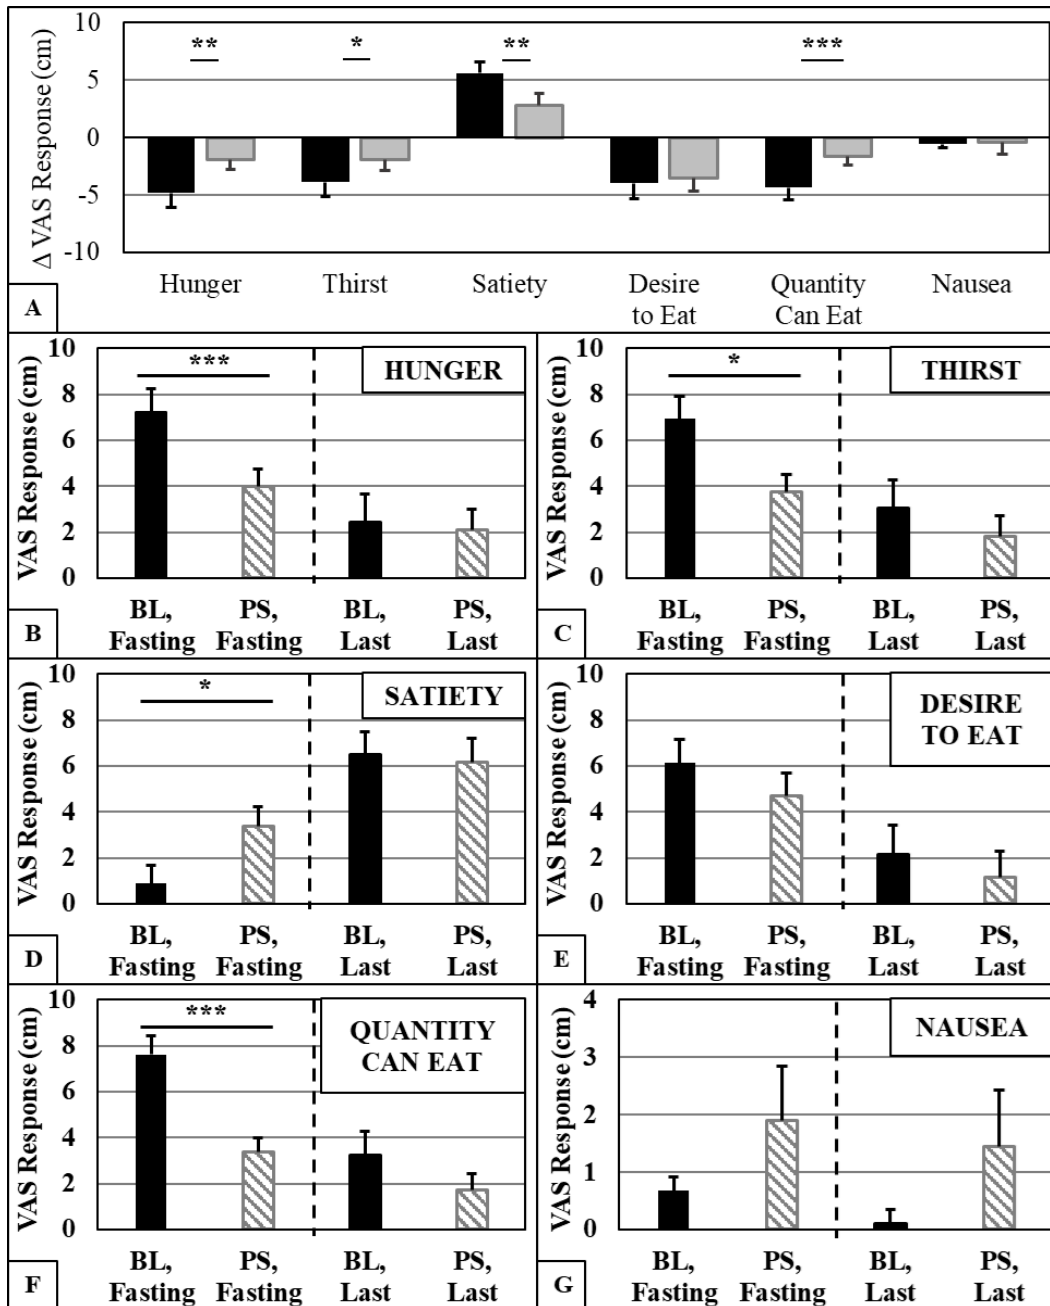 10
5
0
-5
-10
Δ VAS Response (cm)
** * ** ***
Hunger Thirst Satiety Desire to Eat Quantity Can Eat Nausea
A
10
8
6
4
2
0
VAS Response (cm)
***
HUNGER
BL, Fasting PS, Fasting BL, Last PS, Last
B
10
8
6
4
2
0
VAS Response (cm)
*
THIRST
BL, Fasting PS, Fasting BL, Last PS, Last
C
10
8
6
4
2
0
VAS Response (cm)
*
SATIETY
BL, Fasting PS, Fasting BL, Last PS, Last
D
10
8
6
4
2
0
VAS Response (cm)
DESIRE
TO EAT
BL, Fasting PS, Fasting BL, Last PS, Last
E
10
8
6
4
2
0
VAS Response (cm)
***
QUANTITY
CAN EAT
BL, Fasting PS, Fasting BL, Last PS, Last
F
4
3
2
1
0
VAS Response (cm)
NAUSEA
BL, Fasting PS, Fasting BL, Last PS, Last
G